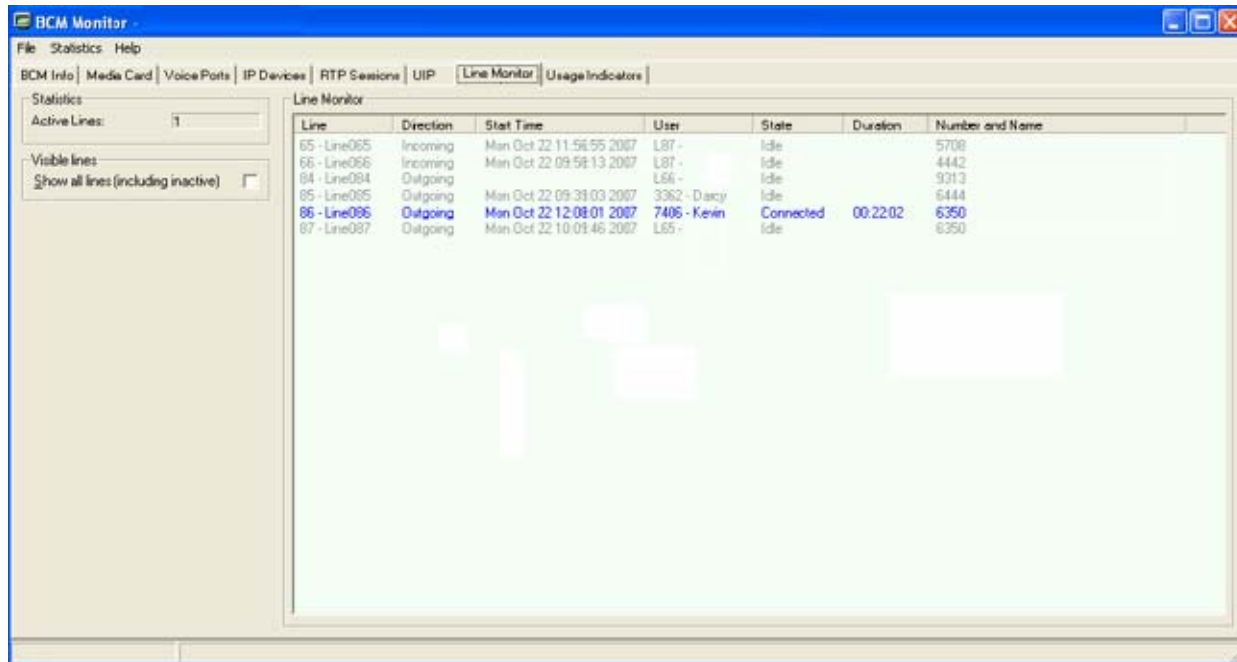 BCM Monitor -
File Statistics Help
BCM Info Media Card Voice Ports IP Devices RTP Sessions UIP Line Monitor Usage Indicators
Statistics
Active Lines: 1
Visible lines
Show all lines (including inactive)
Line Monitor
Line Direction Start Time User State Duration Number and Name
65 - Line065 Incoming Mon Oct 22 11:56:55 2007 L87 - Idle 5708
66 - Line066 Incoming Mon Oct 22 09:58:13 2007 L87 - Idle 4442
84 - Line084 Outgoing L66 - Idle 9313
85 - Line085 Outgoing Mon Oct 22 09:39:03 2007 3362 - Darcy Idle 6444
86 - Line086 Outgoing Mon Oct 22 12:08:01 2007 7406 - Kevin Connected 00:22:02 6350
87 - Line087 Outgoing Mon Oct 22 10:09:46 2007 L65 - Idle 6350